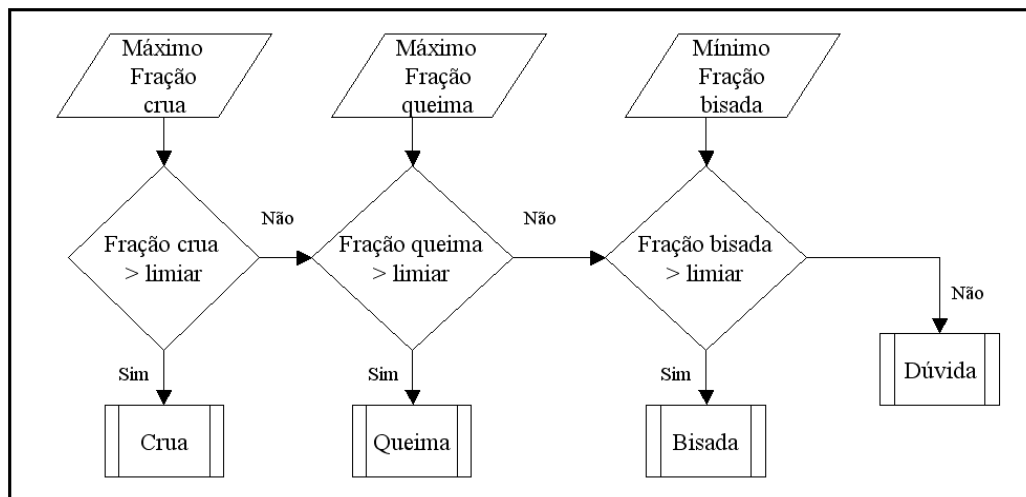 Máximo
Fração
crua
Máximo
Fração
queima
Mínimo
Fração
bisada
Fração crua
> limiar
Não
Fração queima
> limiar
Não
Fração bisada
> limiar
Não
Sim
Sim
Sim
Crua
Queima
Bisada
Dúvida